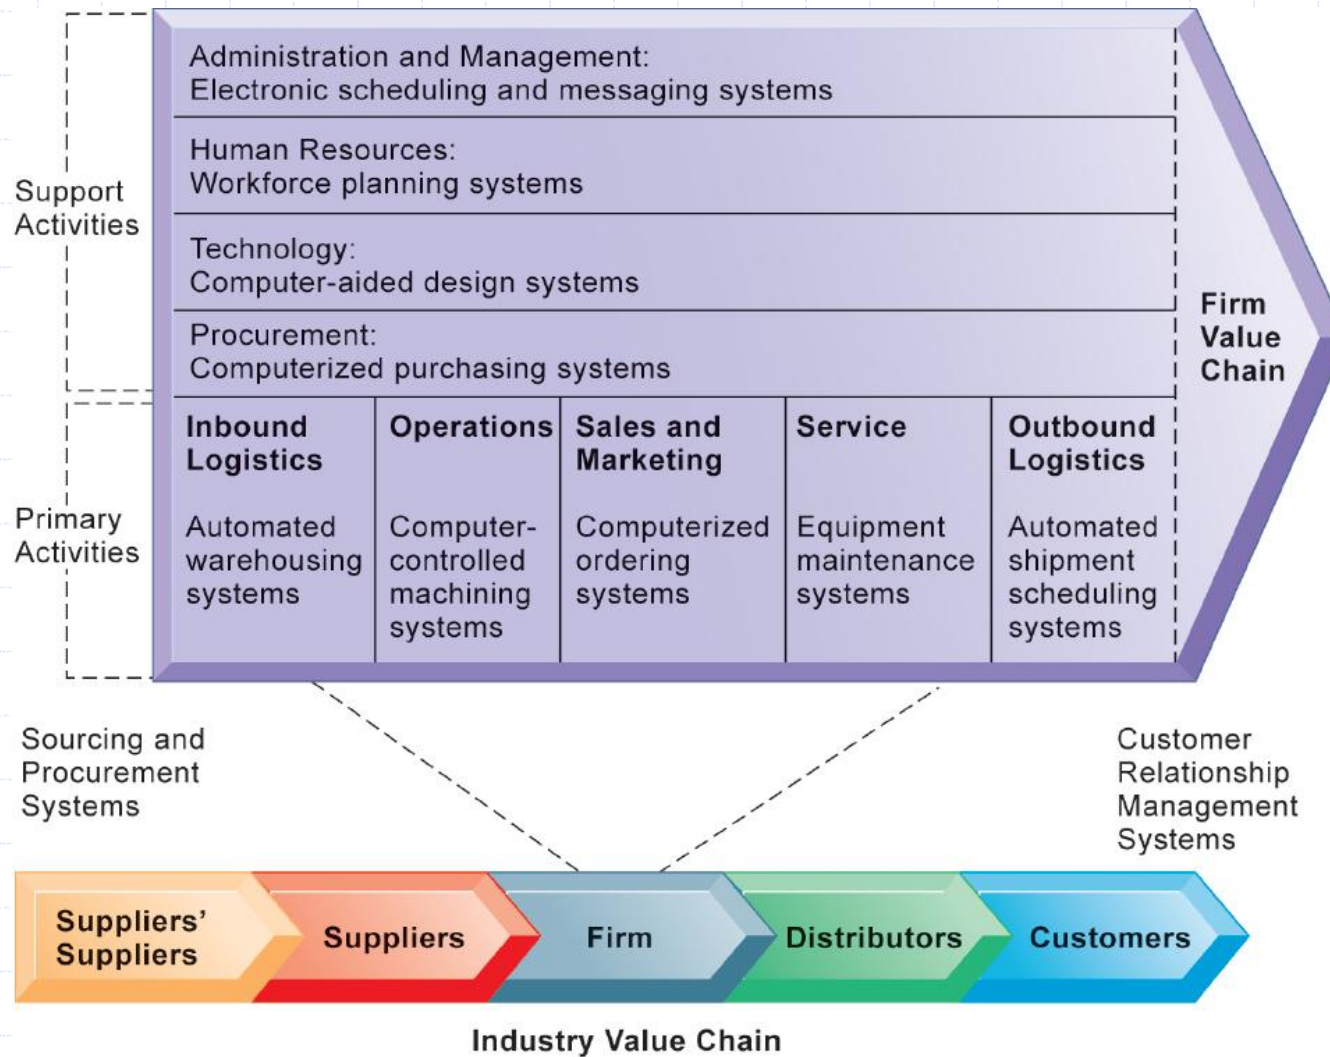 Administration and Management:
Electronic scheduling and messaging systems
Human Resources:
Workforce planning systems
Support
Activities
Technology:
Computer-aided design systems
Procurement:
Computerized purchasing systems
Firm
Value
Chain
Primary
Activities
Inbound
Logistics
Automated
warehousing
systems
Operations
Computer-
controlled
machining
systems
Sales and
Marketing
Computerized
ordering
systems
Service
Equipment
maintenance
systems
Outbound
Logistics
Automated
shipment
scheduling
systems
Sourcing and
Procurement
Systems
Customer
Relationship
Management
Systems
Suppliers’
Suppliers
Suppliers
Firm
Distributors
Customers
Industry Value Chain